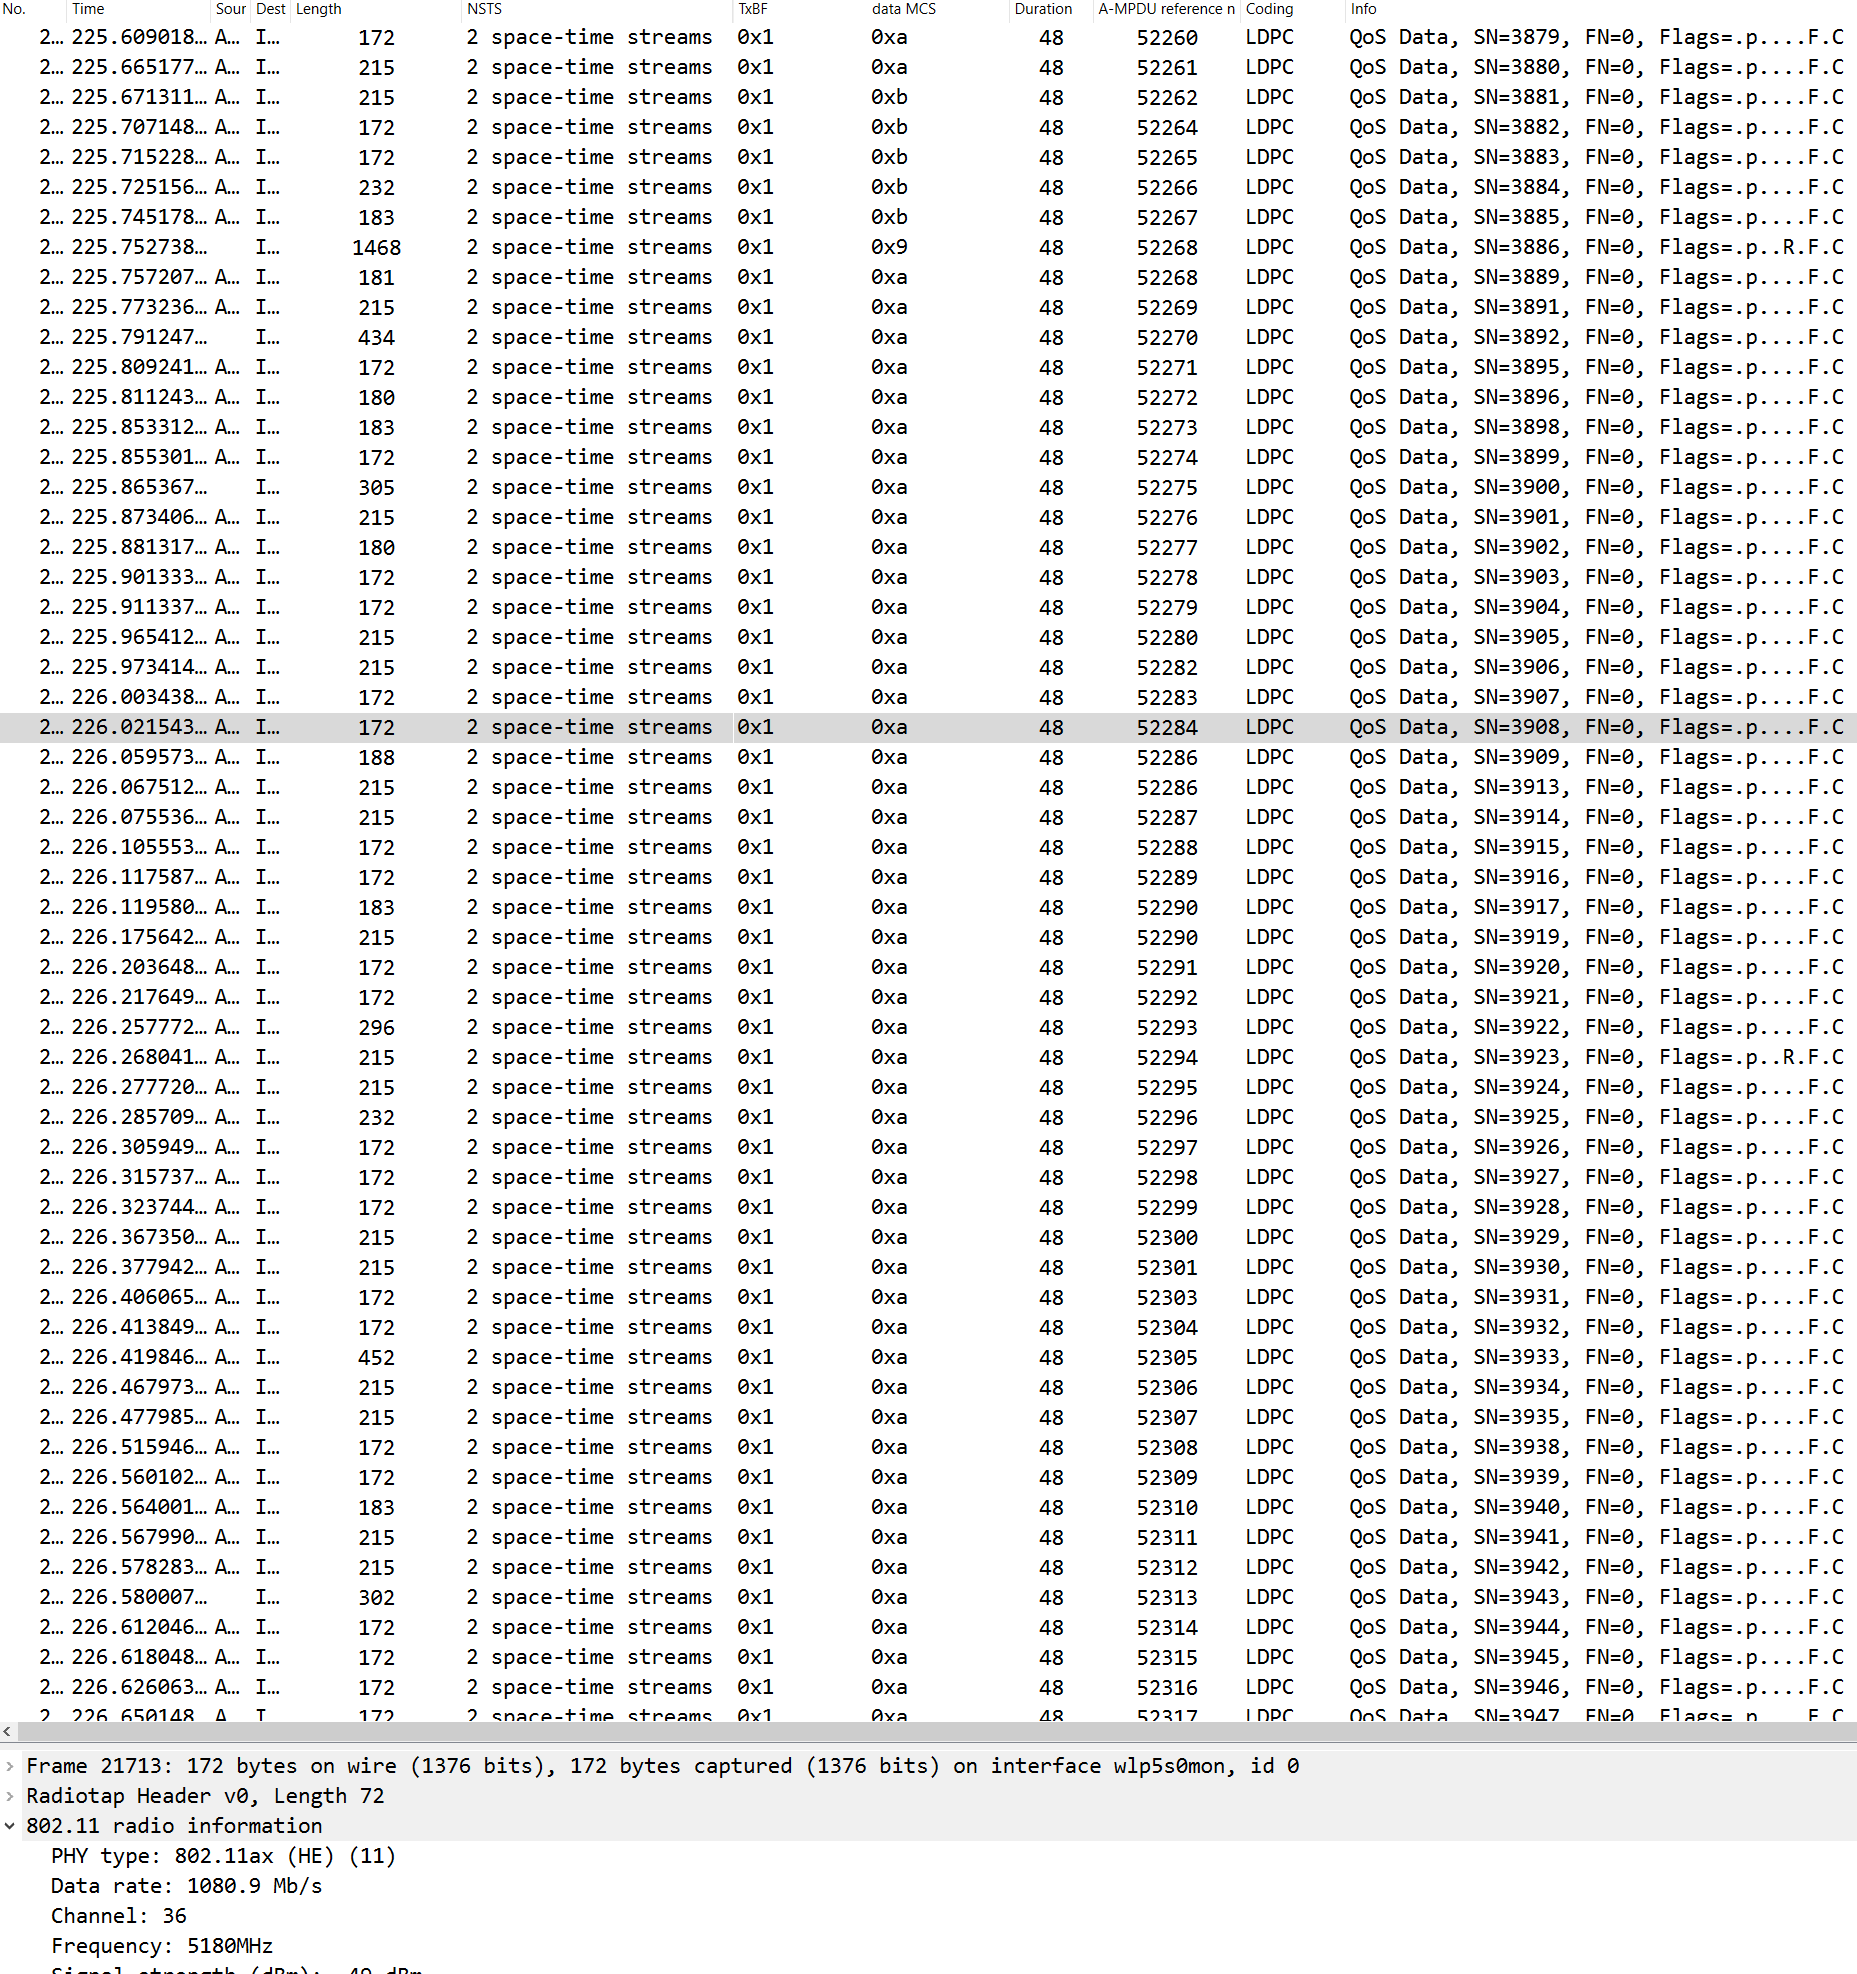 No. Time Sour Dest Length NSTS TxBF data MCS Duration A-MPDU reference n Coding Info
2… 225.609018… A… I… 172 2 space-time streams 0x1 0xa 48 52260 LDPC QoS Data, SN=3879, FN=0, Flags=.p....F.C
2… 225.665177… A… I… 215 2 space-time streams 0x1 0xa 48 52261 LDPC QoS Data, SN=3880, FN=0, Flags=.p....F.C
2… 225.671311… A… I… 215 2 space-time streams 0x1 0xb 48 52262 LDPC QoS Data, SN=3881, FN=0, Flags=.p....F.C
2… 225.707148… A… I… 172 2 space-time streams 0x1 0xb 48 52264 LDPC QoS Data, SN=3882, FN=0, Flags=.p....F.C
2… 225.715228… A… I… 172 2 space-time streams 0x1 0xb 48 52265 LDPC QoS Data, SN=3883, FN=0, Flags=.p....F.C
2… 225.725156… A… I… 232 2 space-time streams 0x1 0xb 48 52266 LDPC QoS Data, SN=3884, FN=0, Flags=.p....F.C
2… 225.745178… A… I… 183 2 space-time streams 0x1 0xb 48 52267 LDPC QoS Data, SN=3885, FN=0, Flags=.p....F.C
2… 225.752738… I… 1468 2 space-time streams 0x1 0x9 48 52268 LDPC QoS Data, SN=3886, FN=0, Flags=.p..R.F.C
2… 225.757207… A… I… 181 2 space-time streams 0x1 0xa 48 52268 LDPC QoS Data, SN=3889, FN=0, Flags=.p....F.C
2… 225.773236… A… I… 215 2 space-time streams 0x1 0xa 48 52269 LDPC QoS Data, SN=3891, FN=0, Flags=.p....F.C
2… 225.791247… I… 434 2 space-time streams 0x1 0xa 48 52270 LDPC QoS Data, SN=3892, FN=0, Flags=.p....F.C
2… 225.809241… A… I… 172 2 space-time streams 0x1 0xa 48 52271 LDPC QoS Data, SN=3895, FN=0, Flags=.p....F.C
2… 225.811243… A… I… 180 2 space-time streams 0x1 0xa 48 52272 LDPC QoS Data, SN=3896, FN=0, Flags=.p....F.C
2… 225.853312… A… I… 183 2 space-time streams 0x1 0xa 48 52273 LDPC QoS Data, SN=3898, FN=0, Flags=.p....F.C
2… 225.855301… A… I… 172 2 space-time streams 0x1 0xa 48 52274 LDPC QoS Data, SN=3899, FN=0, Flags=.p....F.C
2… 225.865367… I… 305 2 space-time streams 0x1 0xa 48 52275 LDPC QoS Data, SN=3900, FN=0, Flags=.p....F.C
2… 225.873406… A… I… 215 2 space-time streams 0x1 0xa 48 52276 LDPC QoS Data, SN=3901, FN=0, Flags=.p....F.C
2… 225.881317… A… I… 180 2 space-time streams 0x1 0xa 48 52277 LDPC QoS Data, SN=3902, FN=0, Flags=.p....F.C
2… 225.901333… A… I… 172 2 space-time streams 0x1 0xa 48 52278 LDPC QoS Data, SN=3903, FN=0, Flags=.p....F.C
2… 225.911337… A… I… 172 2 space-time streams 0x1 0xa 48 52279 LDPC QoS Data, SN=3904, FN=0, Flags=.p....F.C
2… 225.965412… A… I… 215 2 space-time streams 0x1 0xa 48 52280 LDPC QoS Data, SN=3905, FN=0, Flags=.p....F.C
2… 225.973414… A… I… 215 2 space-time streams 0x1 0xa 48 52282 LDPC QoS Data, SN=3906, FN=0, Flags=.p....F.C
2… 226.003438… A… I… 172 2 space-time streams 0x1 0xa 48 52283 LDPC QoS Data, SN=3907, FN=0, Flags=.p....F.C
2… 226.021543… A… I… 172 2 space-time streams 0x1 0xa 48 52284 LDPC QoS Data, SN=3908, FN=0, Flags=.p....F.C
2… 226.059573… A… I… 188 2 space-time streams 0x1 0xa 48 52286 LDPC QoS Data, SN=3909, FN=0, Flags=.p....F.C
2… 226.067512… A… I… 215 2 space-time streams 0x1 0xa 48 52286 LDPC QoS Data, SN=3913, FN=0, Flags=.p....F.C
2… 226.075536… A… I… 215 2 space-time streams 0x1 0xa 48 52287 LDPC QoS Data, SN=3914, FN=0, Flags=.p....F.C
2… 226.105553… A… I… 172 2 space-time streams 0x1 0xa 48 52288 LDPC QoS Data, SN=3915, FN=0, Flags=.p....F.C
2… 226.117587… A… I… 172 2 space-time streams 0x1 0xa 48 52289 LDPC QoS Data, SN=3916, FN=0, Flags=.p....F.C
2… 226.119580… A… I… 183 2 space-time streams 0x1 0xa 48 52290 LDPC QoS Data, SN=3917, FN=0, Flags=.p....F.C
2… 226.175642… A… I… 215 2 space-time streams 0x1 0xa 48 52290 LDPC QoS Data, SN=3919, FN=0, Flags=.p....F.C
2… 226.203648… A… I… 172 2 space-time streams 0x1 0xa 48 52291 LDPC QoS Data, SN=3920, FN=0, Flags=.p....F.C
2… 226.217649… A… I… 172 2 space-time streams 0x1 0xa 48 52292 LDPC QoS Data, SN=3921, FN=0, Flags=.p....F.C
2… 226.257772… A… I… 296 2 space-time streams 0x1 0xa 48 52293 LDPC QoS Data, SN=3922, FN=0, Flags=.p....F.C
2… 226.268041… A… I… 215 2 space-time streams 0x1 0xa 48 52294 LDPC QoS Data, SN=3923, FN=0, Flags=.p..R.F.C
2… 226.277720… A… I… 215 2 space-time streams 0x1 0xa 48 52295 LDPC QoS Data, SN=3924, FN=0, Flags=.p....F.C
2… 226.285709… A… I… 232 2 space-time streams 0x1 0xa 48 52296 LDPC QoS Data, SN=3925, FN=0, Flags=.p....F.C
2… 226.305949… A… I… 172 2 space-time streams 0x1 0xa 48 52297 LDPC QoS Data, SN=3926, FN=0, Flags=.p....F.C
2… 226.315737… A… I… 172 2 space-time streams 0x1 0xa 48 52298 LDPC QoS Data, SN=3927, FN=0, Flags=.p....F.C
2… 226.323744… A… I… 172 2 space-time streams 0x1 0xa 48 52299 LDPC QoS Data, SN=3928, FN=0, Flags=.p....F.C
2… 226.367350… A… I… 215 2 space-time streams 0x1 0xa 48 52300 LDPC QoS Data, SN=3929, FN=0, Flags=.p....F.C
2… 226.377942… A… I… 215 2 space-time streams 0x1 0xa 48 52301 LDPC QoS Data, SN=3930, FN=0, Flags=.p....F.C
2… 226.406065… A… I… 172 2 space-time streams 0x1 0xa 48 52303 LDPC QoS Data, SN=3931, FN=0, Flags=.p....F.C
2… 226.413849… A… I… 172 2 space-time streams 0x1 0xa 48 52304 LDPC QoS Data, SN=3932, FN=0, Flags=.p....F.C
2… 226.419846… A… I… 452 2 space-time streams 0x1 0xa 48 52305 LDPC QoS Data, SN=3933, FN=0, Flags=.p....F.C
2… 226.467973… A… I… 215 2 space-time streams 0x1 0xa 48 52306 LDPC QoS Data, SN=3934, FN=0, Flags=.p....F.C
2… 226.477985… A… I… 215 2 space-time streams 0x1 0xa 48 52307 LDPC QoS Data, SN=3935, FN=0, Flags=.p....F.C
2… 226.515946… A… I… 172 2 space-time streams 0x1 0xa 48 52308 LDPC QoS Data, SN=3938, FN=0, Flags=.p....F.C
2… 226.560102… A… I… 172 2 space-time streams 0x1 0xa 48 52309 LDPC QoS Data, SN=3939, FN=0, Flags=.p....F.C
2… 226.564001… A… I… 183 2 space-time streams 0x1 0xa 48 52310 LDPC QoS Data, SN=3940, FN=0, Flags=.p....F.C
2… 226.567990… A… I… 215 2 space-time streams 0x1 0xa 48 52311 LDPC QoS Data, SN=3941, FN=0, Flags=.p....F.C
2… 226.578283… A… I… 215 2 space-time streams 0x1 0xa 48 52312 LDPC QoS Data, SN=3942, FN=0, Flags=.p....F.C
2… 226.580007… I… 302 2 space-time streams 0x1 0xa 48 52313 LDPC QoS Data, SN=3943, FN=0, Flags=.p....F.C
2… 226.612046… A… I… 172 2 space-time streams 0x1 0xa 48 52314 LDPC QoS Data, SN=3944, FN=0, Flags=.p....F.C
2… 226.618048… A… I… 172 2 space-time streams 0x1 0xa 48 52315 LDPC QoS Data, SN=3945, FN=0, Flags=.p....F.C
2… 226.626063… A… I… 172 2 space-time streams 0x1 0xa 48 52316 LDPC QoS Data, SN=3946, FN=0, Flags=.p....F.C
2 226.650148 A I 172 2 space-time streams 0x1 0xa 48 52317 LDPC QoS Data, SN=3947, FN=0, Flags=.p....F.C
Frame 21713: 172 bytes on wire (1376 bits), 172 bytes captured (1376 bits) on interface wlp5s0mon, id 0
Radiotap Header v0, Length 72
802.11 radio information
PHY type: 802.11ax (HE) (11)
Data rate: 1080.9 Mb/s
Channel: 36
Frequency: 5180MHz
Signal strength (dBm): -49 dBm